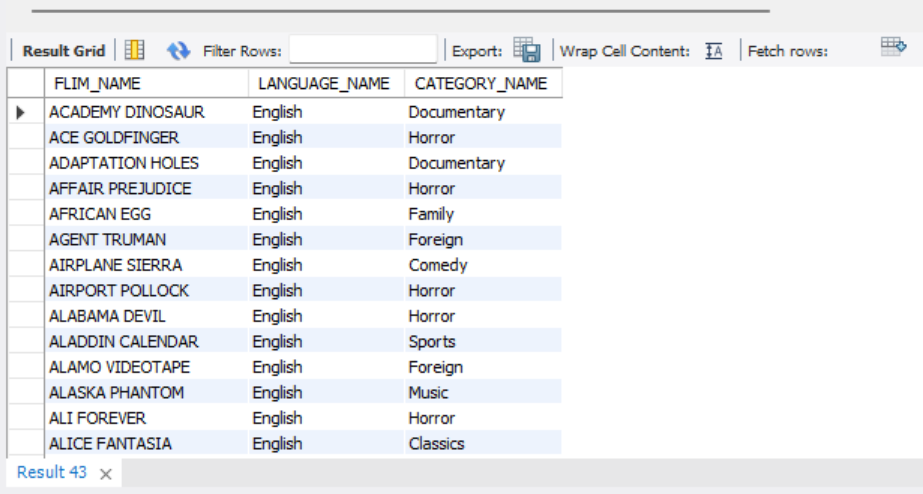 Result Grid Filter Rows: Export: Wrap Cell Content: IA Fetch rows:
FLIM_NAME LANGUAGE_NAME CATEGORY_NAME
ACADEMY DINOSAUR English Documentary
ACE GOLDFINGER English Horror
ADAPTATION HOLES English Documentary
AFFAIR PREJUDICE English Horror
AFRICAN EGG English Family
AGENT TRUMAN English Foreign
AIRPLANE SIERRA English Comedy
AIRPORT POLLOCK English Horror
ALABAMA DEVIL English Horror
ALADDIN CALENDAR English Sports
ALAMO VIDEOTAPE English Foreign
ALASKA PHANTOM English Music
ALI FOREVER English Horror
ALICE FANTASIA English Classics
Result 43